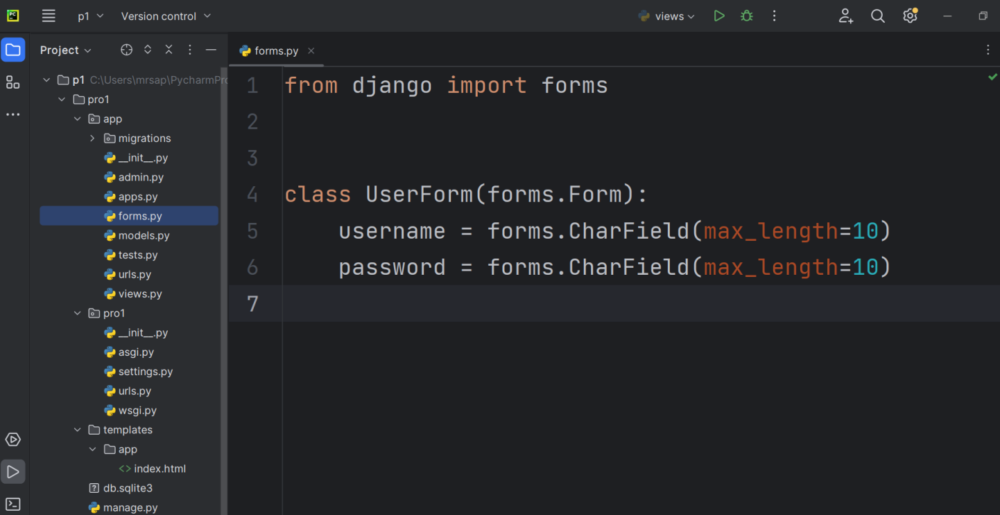 PC
p1
Version control
views
Project
forms.py
p1 C:\Users\mrsap\PycharmPr
pro1
app
migrations
__init__.py
admin.py
apps.py
forms.py
models.py
tests.py
urls.py
views.py
pro1
__init__.py
asgi.py
settings.py
urls.py
wsgi.py
templates
app
index.html
db.sqlite3
manage.py
1 from django import forms
2
3
4 class UserForm(forms.Form):
5     username = forms.CharField(max_length=10)
6     password = forms.CharField(max_length=10)
7